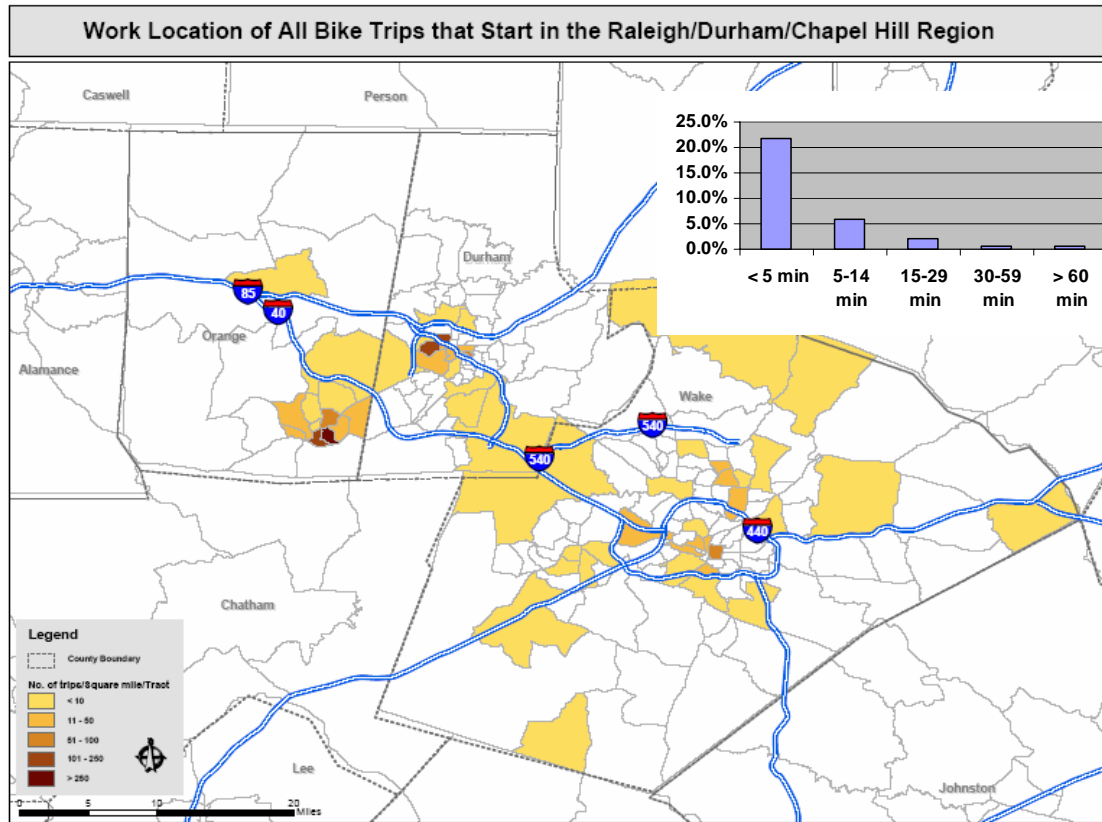 Work Location of All Bike Trips that Start in the Raleigh/Durham/Chapel Hill Region
Caswell
Person
25.0%
20.0%
15.0%
10.0%
5.0%
0.0%
< 5 min
5-14
min
15-29
min
30-59
min
> 60
min
Durham
85
40
Orange
Alamance
Wake
540
540
440
Chatham
Legend
County Boundary
No. of trips/Square mile/Tract
< 10
11 - 50
51 - 100
101 - 250
> 250
N
Lee
Johnston
0 5 10 20
Miles